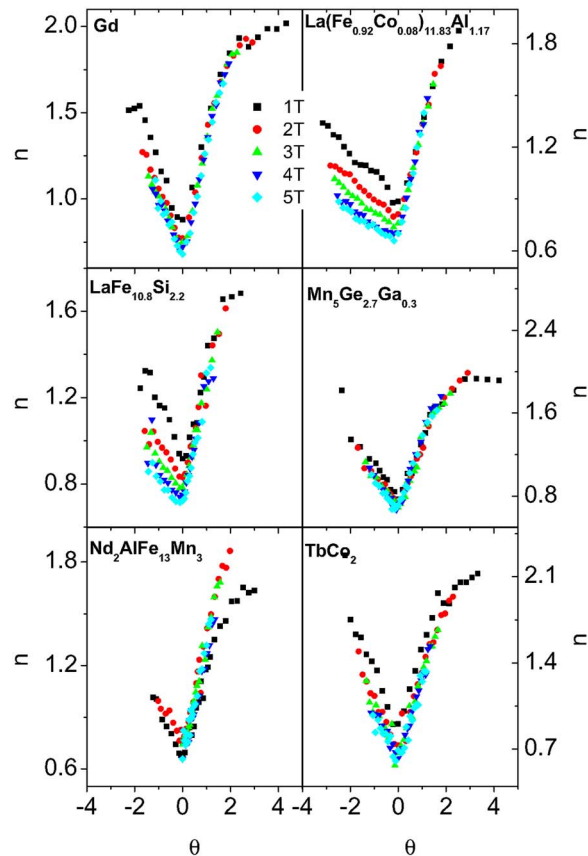 Gd
2.0
1.5
1.0
n
1T
2T
3T
4T
5T
La(Fe0.92Co0.08)11.83Al1.17
1.8
1.2
0.6
n
LaFe10.8Si2.2
1.6
1.2
0.8
n
Mn5Ge2.7Ga0.3
2.8
2.4
1.6
0.8
n
Nd2AlFe13Mn3
1.8
1.2
0.6
n
-4 -2 0 2 4
θ
TbCo2
2.1
1.4
0.7
n
-4 -2 0 2 4
θ